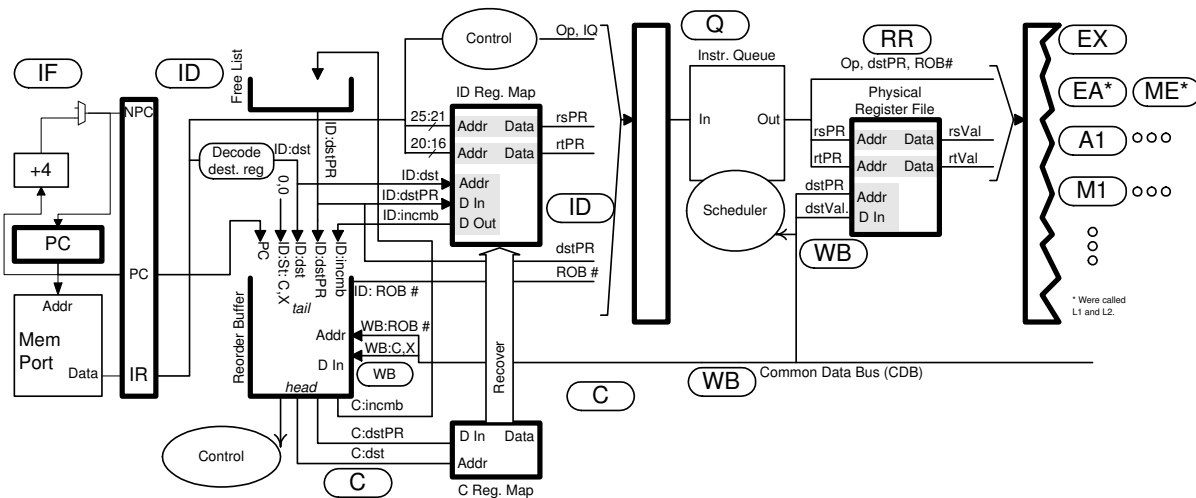 IF
ID
Free List
Control
Op, IQ
Q
Instr. Queue
RR
Op, dstPR, ROB#
Physical
Register File
EX
EA*
ME*
A1
M1
* Were called
L1 and L2.
NPC
+4
PC
Addr
Mem
Port
Data
PC
IR
Decode
dest. reg
ID:dst
0,0
ID:dstPR
25:21
20:16
ID Reg. Map
Addr Data
Addr Data
Addr
D In
D Out
rsPR
rtPR
ID:dst
ID:dstPR
ID:incmb
ID
dstPR
ROB #
In
Out
Scheduler
rsPR
rtPR
dstPR
dstVal.
Addr Data
Addr Data
Addr
D In
rsVal
rtVal
WB
PC
ID:St: C,X
ID:dst
ID:dstPR
ID:incmb
tail
ID: ROB #
Reorder Buffer
Addr
D In
head
WB:ROB #
WB:C,X
WB
Recover
WB
Common Data Bus (CDB)
C
C:incmb
C:dstPR
C:dst
Control
C
D In Data
Addr
C Reg. Map